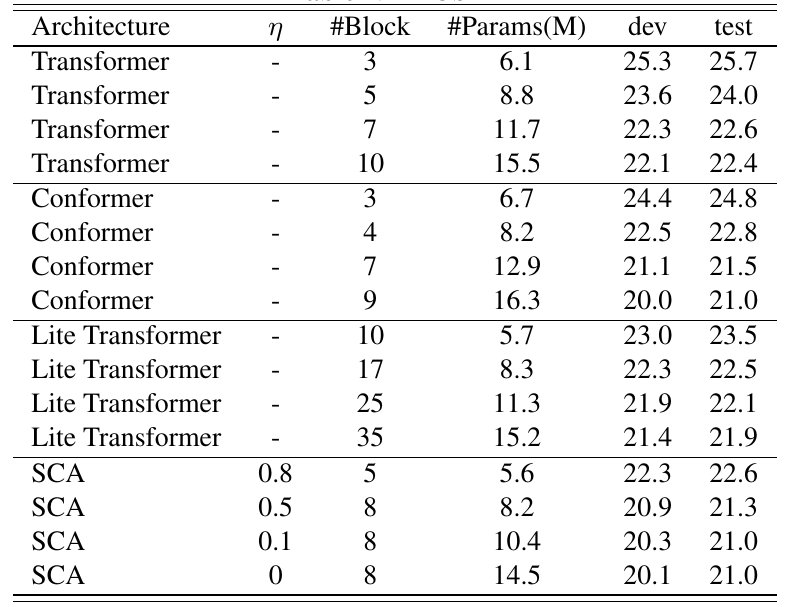 Architecture η #Block #Params(M) dev test
Transformer - 3 6.1 25.3 25.7
Transformer - 5 8.8 23.6 24.0
Transformer - 7 11.7 22.3 22.6
Transformer - 10 15.5 22.1 22.4
Conformer - 3 6.7 24.4 24.8
Conformer - 4 8.2 22.5 22.8
Conformer - 7 12.9 21.1 21.5
Conformer - 9 16.3 20.0 21.0
Lite Transformer - 10 5.7 23.0 23.5
Lite Transformer - 17 8.3 22.3 22.5
Lite Transformer - 25 11.3 21.9 22.1
Lite Transformer - 35 15.2 21.4 21.9
SCA 0.8 5 5.6 22.3 22.6
SCA 0.5 8 8.2 20.9 21.3
SCA 0.1 8 10.4 20.3 21.0
SCA 0 8 14.5 20.1 21.0